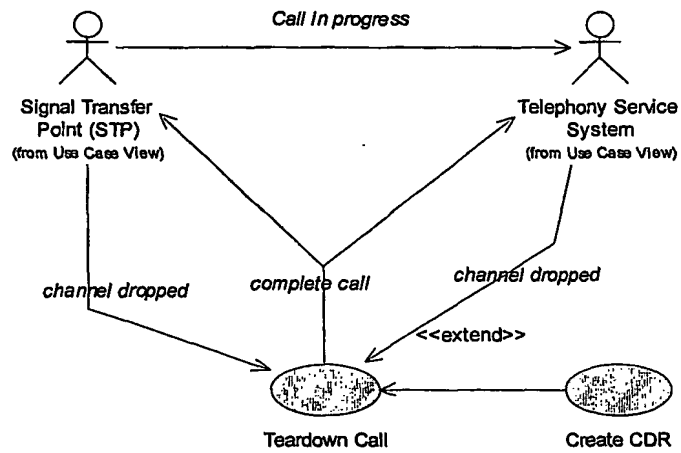 Call in progress
Signal Transfer
Point (STP)
(from Use Case View)
Telephony Service
System
(from Use Case View)
channel dropped
complete call
channel dropped
<<extend>>
Teardown Call
Create CDR